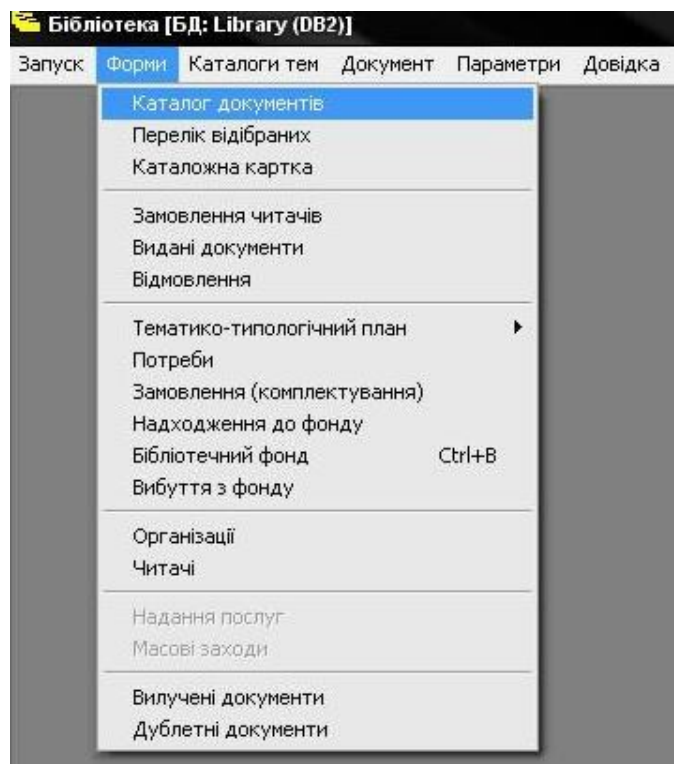 Бібліотека [БД: Library (DB2)]
Запуск Форми Каталоги тем Документ Параметри Довідка
Каталог документів
Перелік відібраних
Каталожна картка
Замовлення читачів
Видані документи
Відмовлення
Тематико-типологічний план
Потреби
Замовлення (комплектування)
Надходження до фонду
Бібліотечний фонд Ctrl+B
Вибуття з фонду
Організації
Читачі
Надання послуг
Масові заходи
Вилучені документи
Дублетні документи